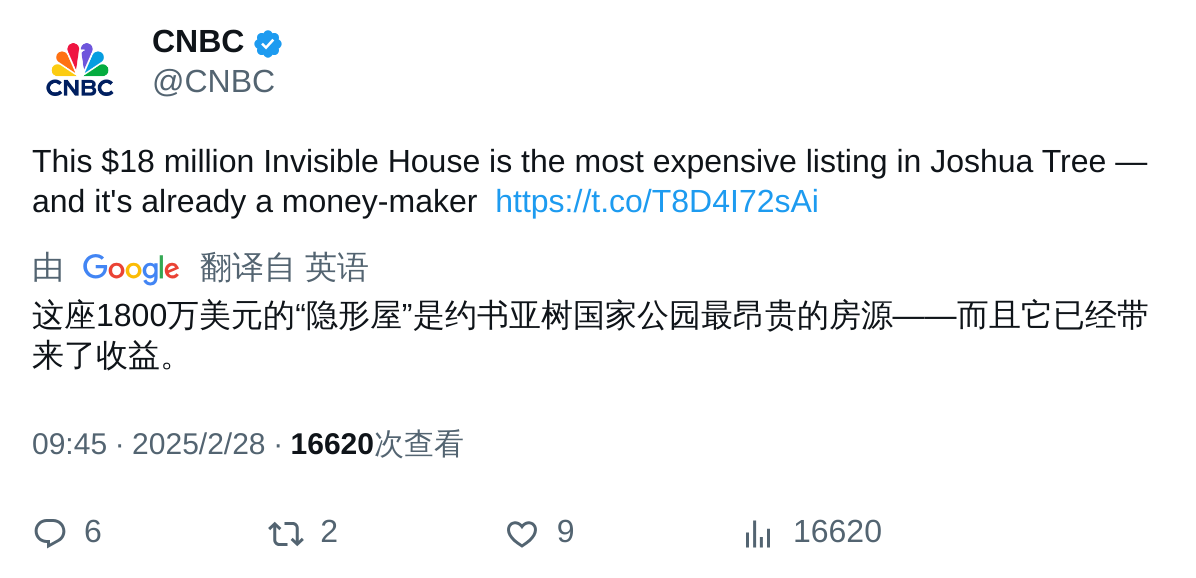 CNBC
@CNBC
CNBC
This $18 million Invisible House is the most expensive listing in Joshua Tree —
and it's already a money-maker https://t.co/T8D4I72sAi
由 Google 翻译自 英语
这座1800万美元的“隐形屋”是约书亚树国家公园最昂贵的房源——而且它已经带
来了收益。
09:45 · 2025/2/28 · 16620次查看
6 2 9 16620